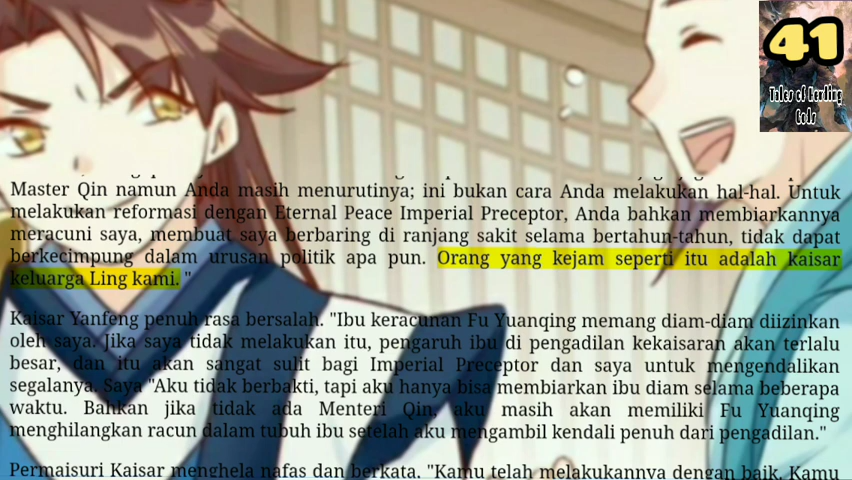 41
Tales of Herding
Gods
Master Qin namun Anda masih menurutinya; ini bukan cara Anda melakukan hal-hal. Untuk
melakukan reformasi dengan Eternal Peace Imperial Preceptor, Anda bahkan membiarkannya
meracuni saya, membuat saya berbaring di ranjang sakit selama bertahun-tahun, tidak dapat
berkecimpung dalam urusan politik apa pun. Orang yang kejam seperti itu adalah kaisar
keluarga Ling kami. "
Kaisar Yanfeng penuh rasa bersalah. "Ibu keracunan Fu Yuanqing memang diam-diam diizinkan
oleh saya. Jika saya tidak melakukan itu, pengaruh ibu di pengadilan kekaisaran akan terlalu
besar, dan itu akan sangat sulit bagi Imperial Preceptor dan saya untuk mengendalikan
segalanya. Saya "Aku tidak berbakti, tapi aku hanya bisa membiarkan ibu diam selama beberapa
waktu. Bahkan jika tidak ada Menteri Qin, aku masih akan memiliki Fu Yuanqing
menghilangkan racun dalam tubuh ibu setelah aku mengambil kendali penuh dari pengadilan."
Permaisuri Kaisar menghela nafas dan berkata, "Kamu telah melakukannya dengan baik. Kamu